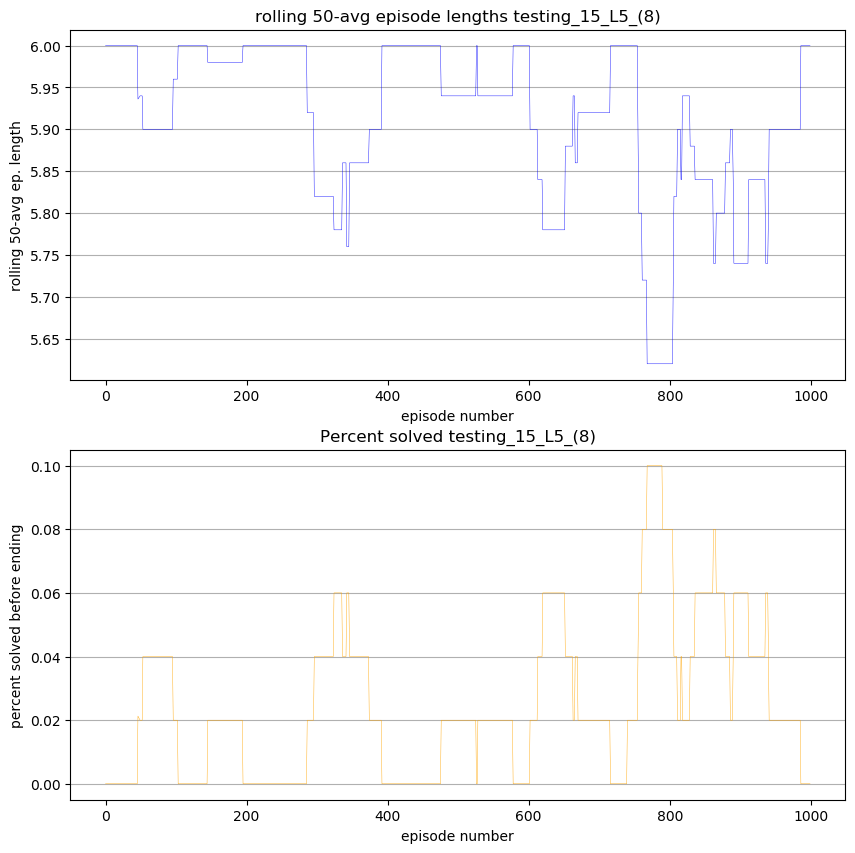 rolling 50-avg episode lengths testing_15_L5_(8)
6.00
5.95
5.90
5.85
5.80
5.75
5.70
5.65
rolling 50-avg ep. length
0 200 400 600 800 1000
episode number
Percent solved testing_15_L5_(8)
0.10
0.08
0.06
0.04
0.02
0.00
percent solved before ending
0 200 400 600 800 1000
episode number